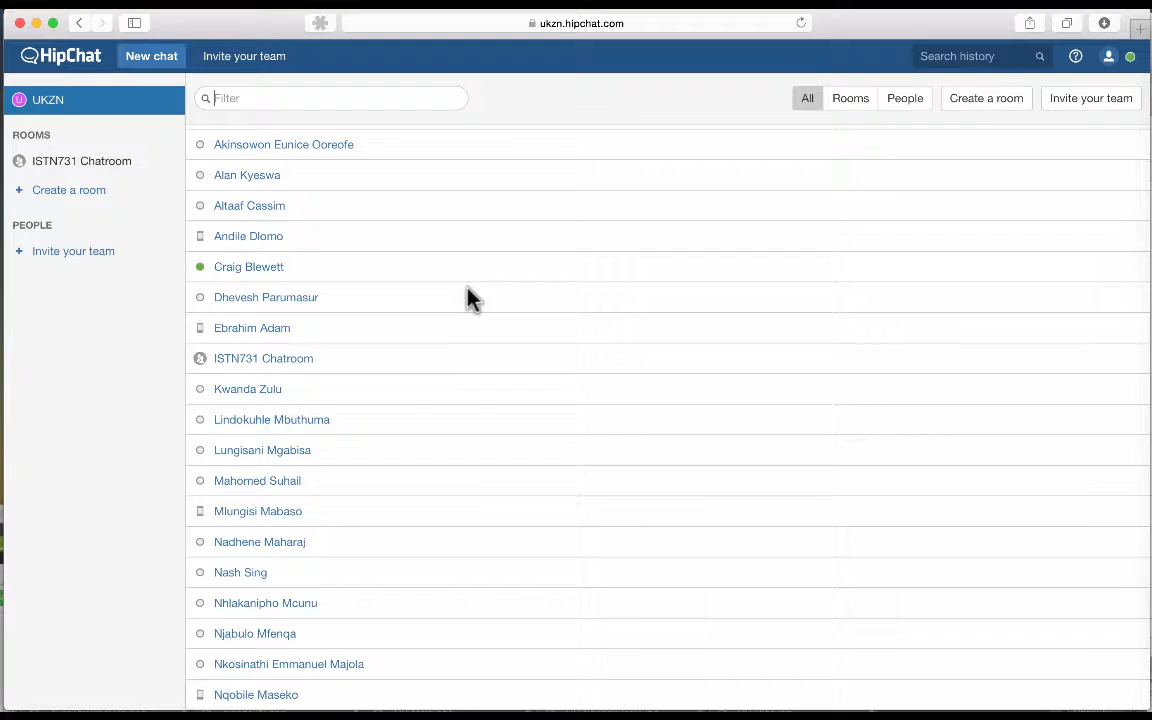 ukzn.hipchat.com
HipChat New chat Invite your team Search history
U UKZN
Filter All Rooms People Create a room Invite your team
ROOMS
ISTN731 Chatroom
+ Create a room
PEOPLE
+ Invite your team
Akinsowon Eunice Ooreofe
Alan Kyeswa
Altaaf Cassim
Andile Dlomo
Craig Blewett
Dhevesh Parumasur
Ebrahim Adam
ISTN731 Chatroom
Kwanda Zulu
Lindokuhle Mbuthuma
Lungisani Mgabisa
Mahomed Suhail
Mlungisi Mabaso
Nadhene Maharaj
Nash Sing
Nhlakanipho Mcunu
Njabulo Mfenqa
Nkosinathi Emmanuel Majola
Nqobile Maseko